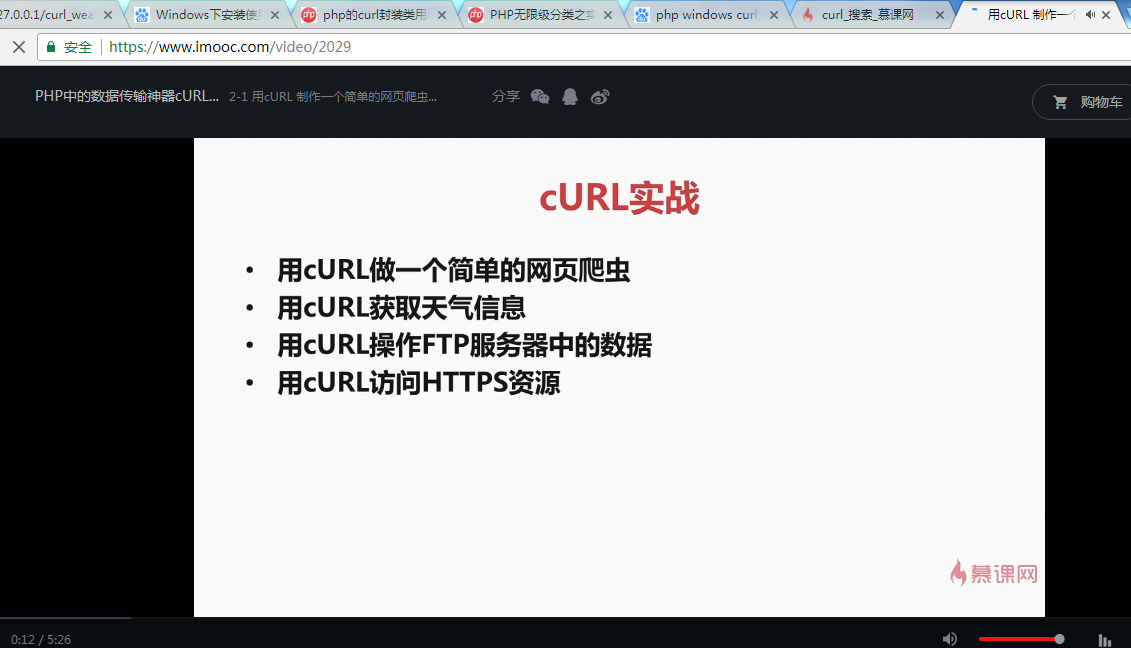 27.0.0.1/curl_wea
Windows下安装使
php的curl封装类用
PHP无限级分类之
php windows curl
curl_搜索_慕课网
用cURL 制作一个
安全 https://www.imooc.com/video/2029
PHP中的数据传输神器cURL... 2-1 用cURL 制作一个简单的网页爬虫... 分享 购物车
cURL实战
• 用cURL做一个简单的网页爬虫
• 用cURL获取天气信息
• 用cURL操作FTP服务器中的数据
• 用cURL访问HTTPS资源
慕课网
0:12 / 5:26